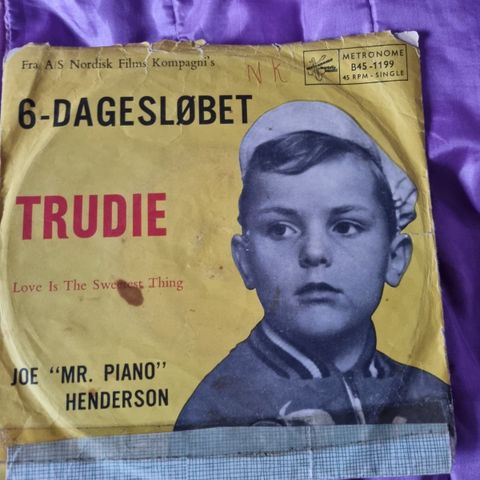 Fra A/S Nordisk Films Kompagni's
NK
METRONOME
B45-1199
45 RPM - SINGLE
6-DAGESLØBET
TRUDIE
Love Is The Sweetest Thing
JOE "MR. PIANO"
HENDERSON